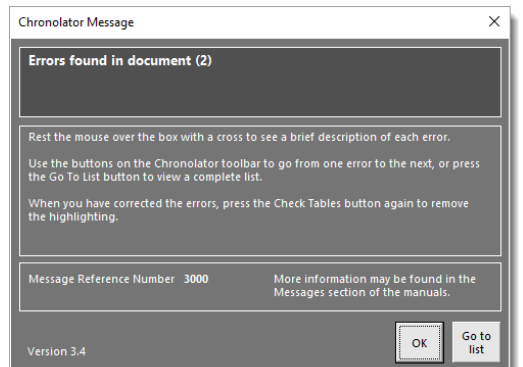 Chronolator Message
Errors found in document (2)
Rest the mouse over the box with a cross to see a brief description of each error.
Use the buttons on the Chronolator toolbar to go from one error to the next, or press
the Go To List button to view a complete list.
When you have corrected the errors, press the Check Tables button again to remove
the highlighting.
Message Reference Number 3000
More information may be found in the
Messages section of the manuals.
Version 3.4
OK
Go to
list